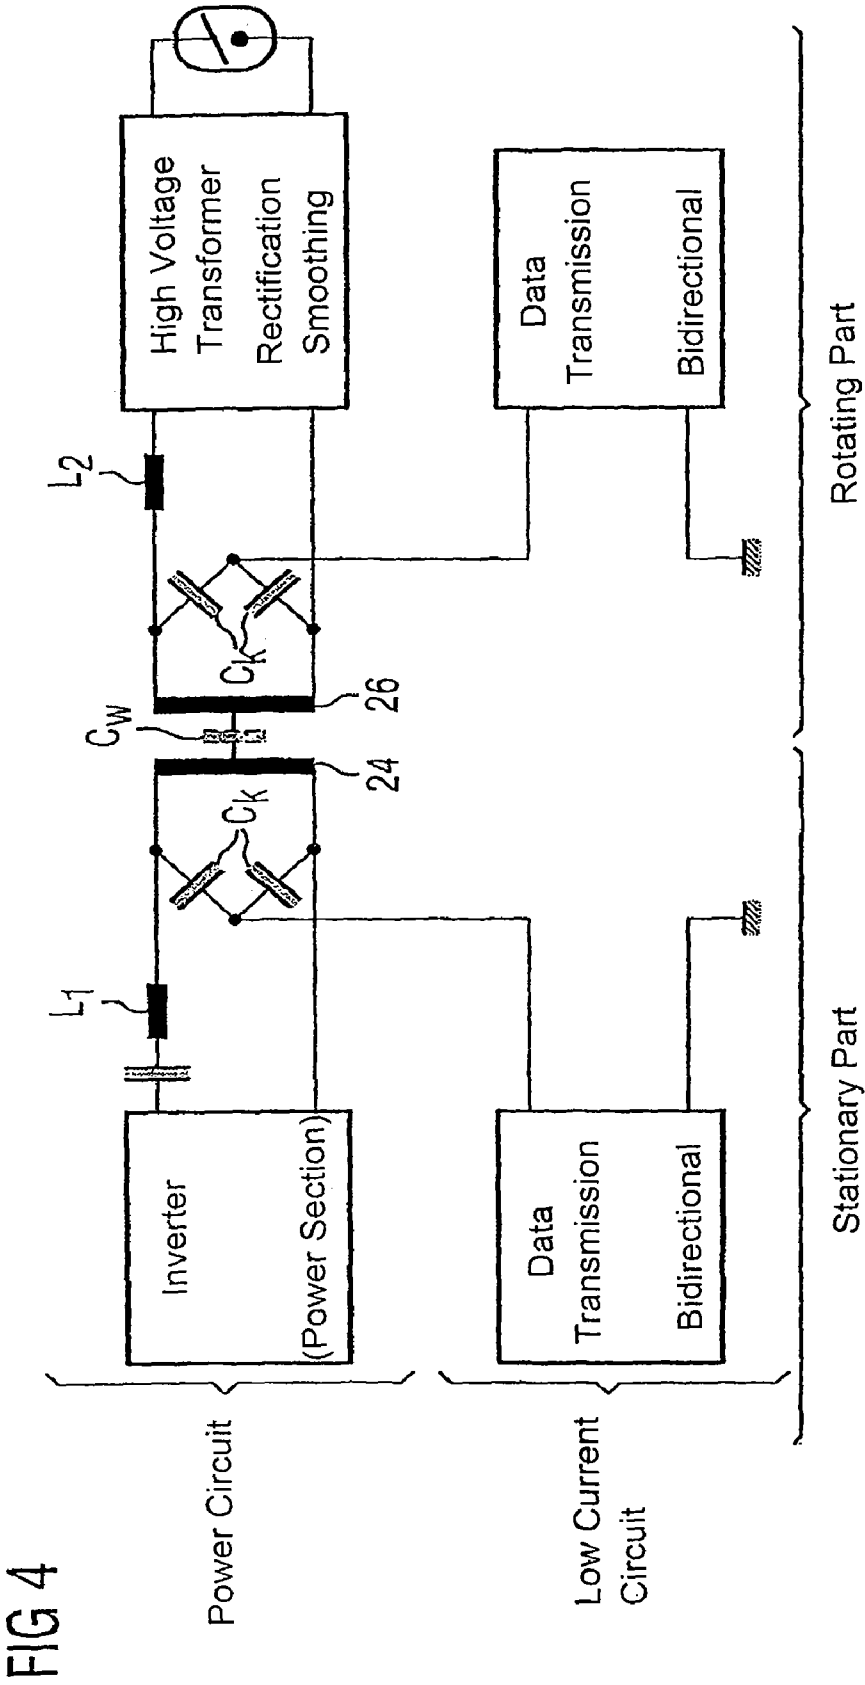 FIG 4
Power Circuit
Inverter
(Power Section)
L1
Ck
24
Cw
26
Ck
L2
High Voltage
Transformer
Rectification
Smoothing
Low Current
Circuit
Data
Transmission
Bidirectional
Data
Transmission
Bidirectional
Stationary Part
Rotating Part